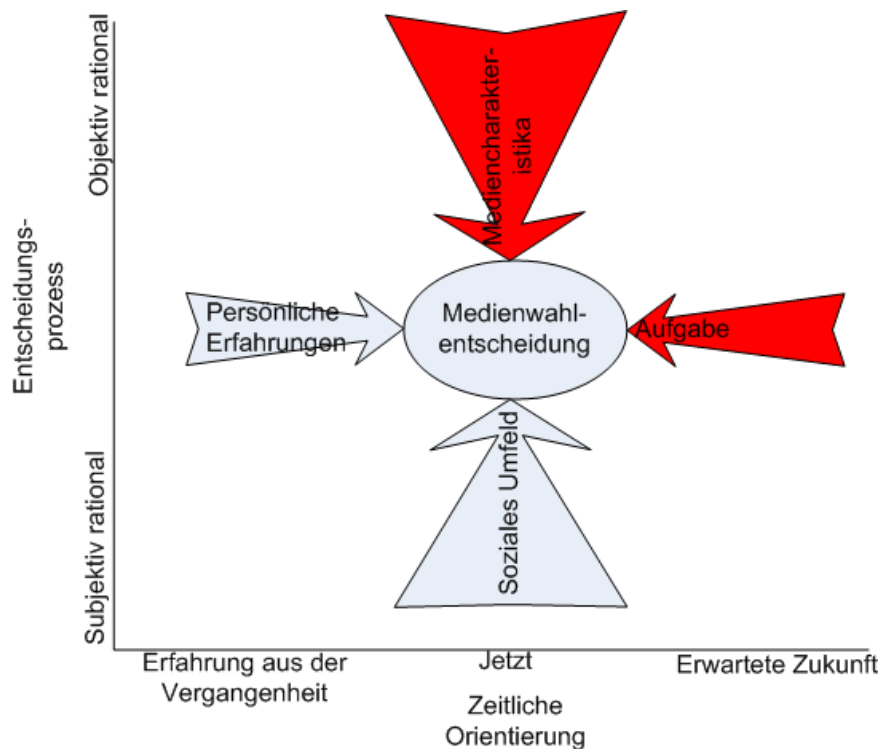 Objektiv rational
Entscheidungs-
prozess
Subjektiv rational
Mediencharakter-
istika
Persönliche
Erfahrungen
Medienwahl-
entscheidung
Aufgabe
Soziales Umfeld
Erfahrung aus der
Vergangenheit
Jetzt
Erwartete Zukunft
Zeitliche
Orientierung